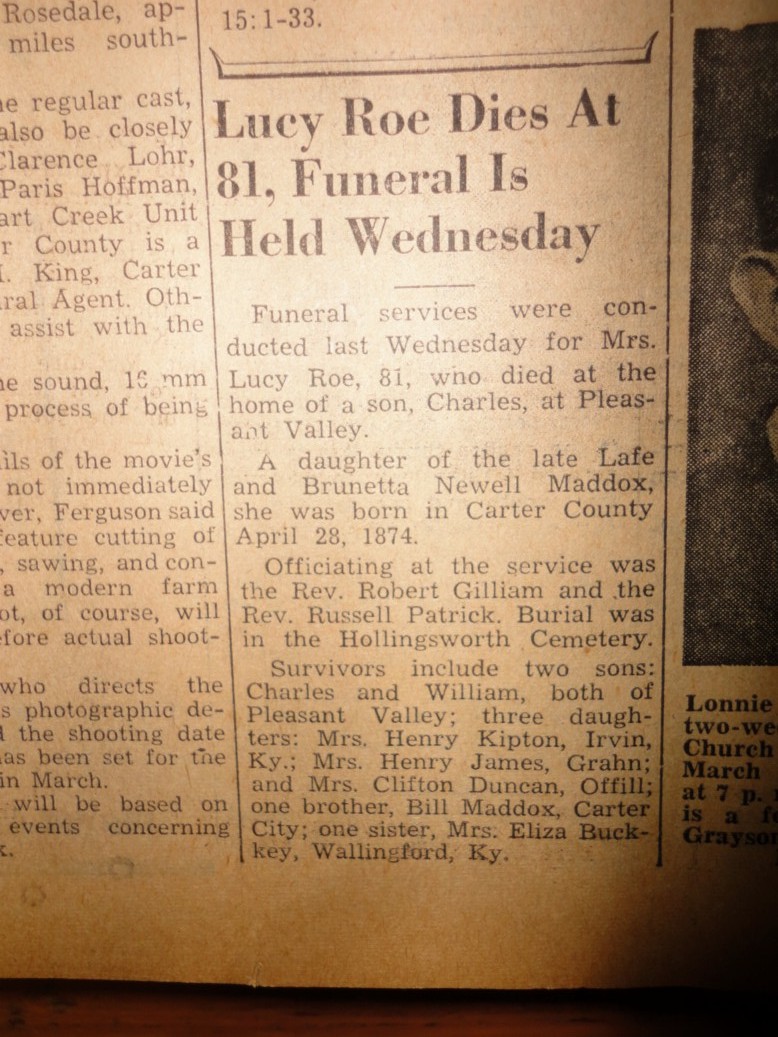 Rosedale, ap-
miles south-
e regular cast,
also be closely
Clarence Lohr,
Paris Hoffman,
art Creek Unit
r County is a
. King, Carter
ral Agent. Oth-
assist with the
e sound, 16 mm
process of being
ils of the movie's
not immediately
ver, Ferguson said
feature cutting of
, sawing, and con-
a modern farm
ot, of course, will
fore actual shoot-
who directs the
s photographic de-
d the shooting date
as been set for the
in March.
will be based on
events concerning
k.
15:1-33.
Lucy Roe Dies At
81, Funeral Is
Held Wednesday
Funeral services were con-
ducted last Wednesday for Mrs.
Lucy Roe, 81, who died at the
home of a son, Charles, at Pleas-
ant Valley.
A daughter of the late Lafe
and Brunetta Newell Maddox,
she was born in Carter County
April 28, 1874.
Officiating at the service was
the Rev. Robert Gilliam and the
Rev. Russell Patrick. Burial was
in the Hollingsworth Cemetery.
Survivors include two sons:
Charles and William, both of
Pleasant Valley; three daugh-
ters: Mrs. Henry Kipton, Irvin,
Ky.; Mrs. Henry James, Grahn;
and Mrs. Clifton Duncan, Offill;
one brother, Bill Maddox, Carter
City; one sister, Mrs. Eliza Buck-
key, Wallingford, Ky.
Lonnie
two-we
Church
March
at 7 p.
is a fo
Grayson